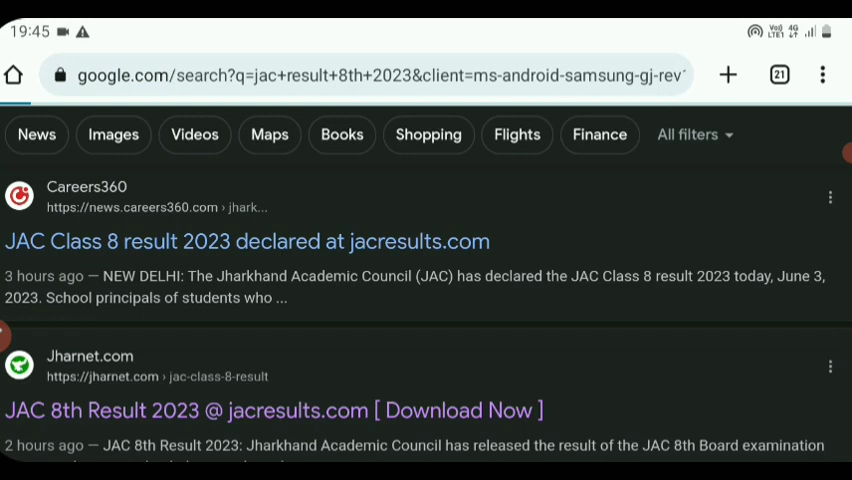 19:45 Vo)) 4G LTE1
google.com/search?q=jac+result+8th+2023&client=ms-android-samsung-gj-rev1 21
News Images Videos Maps Books Shopping Flights Finance All filters
Careers360
https://news.careers360.com › jhark...
JAC Class 8 result 2023 declared at jacresults.com
3 hours ago — NEW DELHI: The Jharkhand Academic Council (JAC) has declared the JAC Class 8 result 2023 today, June 3,
2023. School principals of students who ...
Jharnet.com
https://jharnet.com › jac-class-8-result
JAC 8th Result 2023 @ jacresults.com [ Download Now ]
2 hours ago — JAC 8th Result 2023: Jharkhand Academic Council has released the result of the JAC 8th Board examination